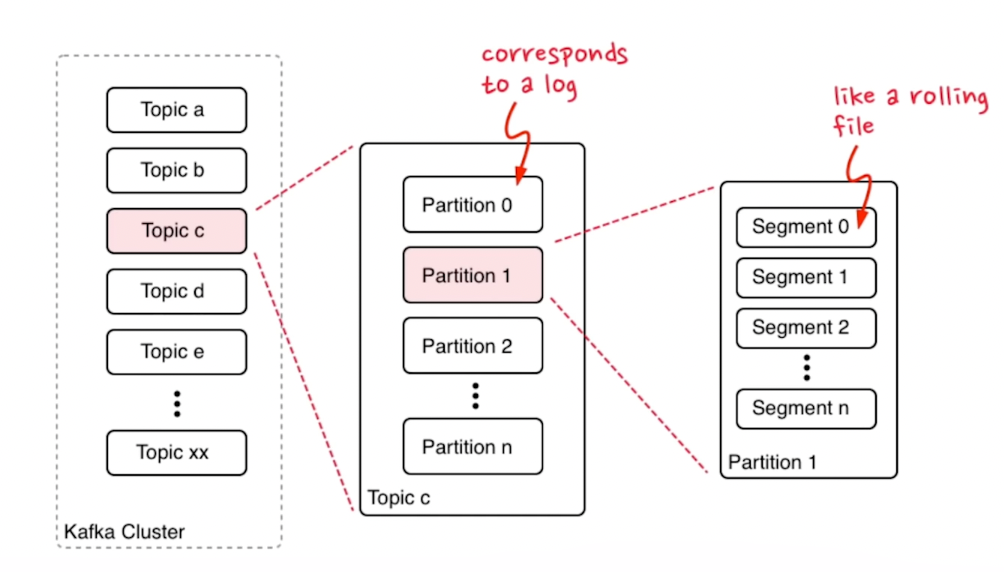 corresponds
to a log
like a rolling
file
Topic a
Topic b
Topic c
Topic d
Topic e
Topic xx
Kafka Cluster
Partition 0
Partition 1
Partition 2
Partition n
Topic c
Segment 0
Segment 1
Segment 2
Segment n
Partition 1